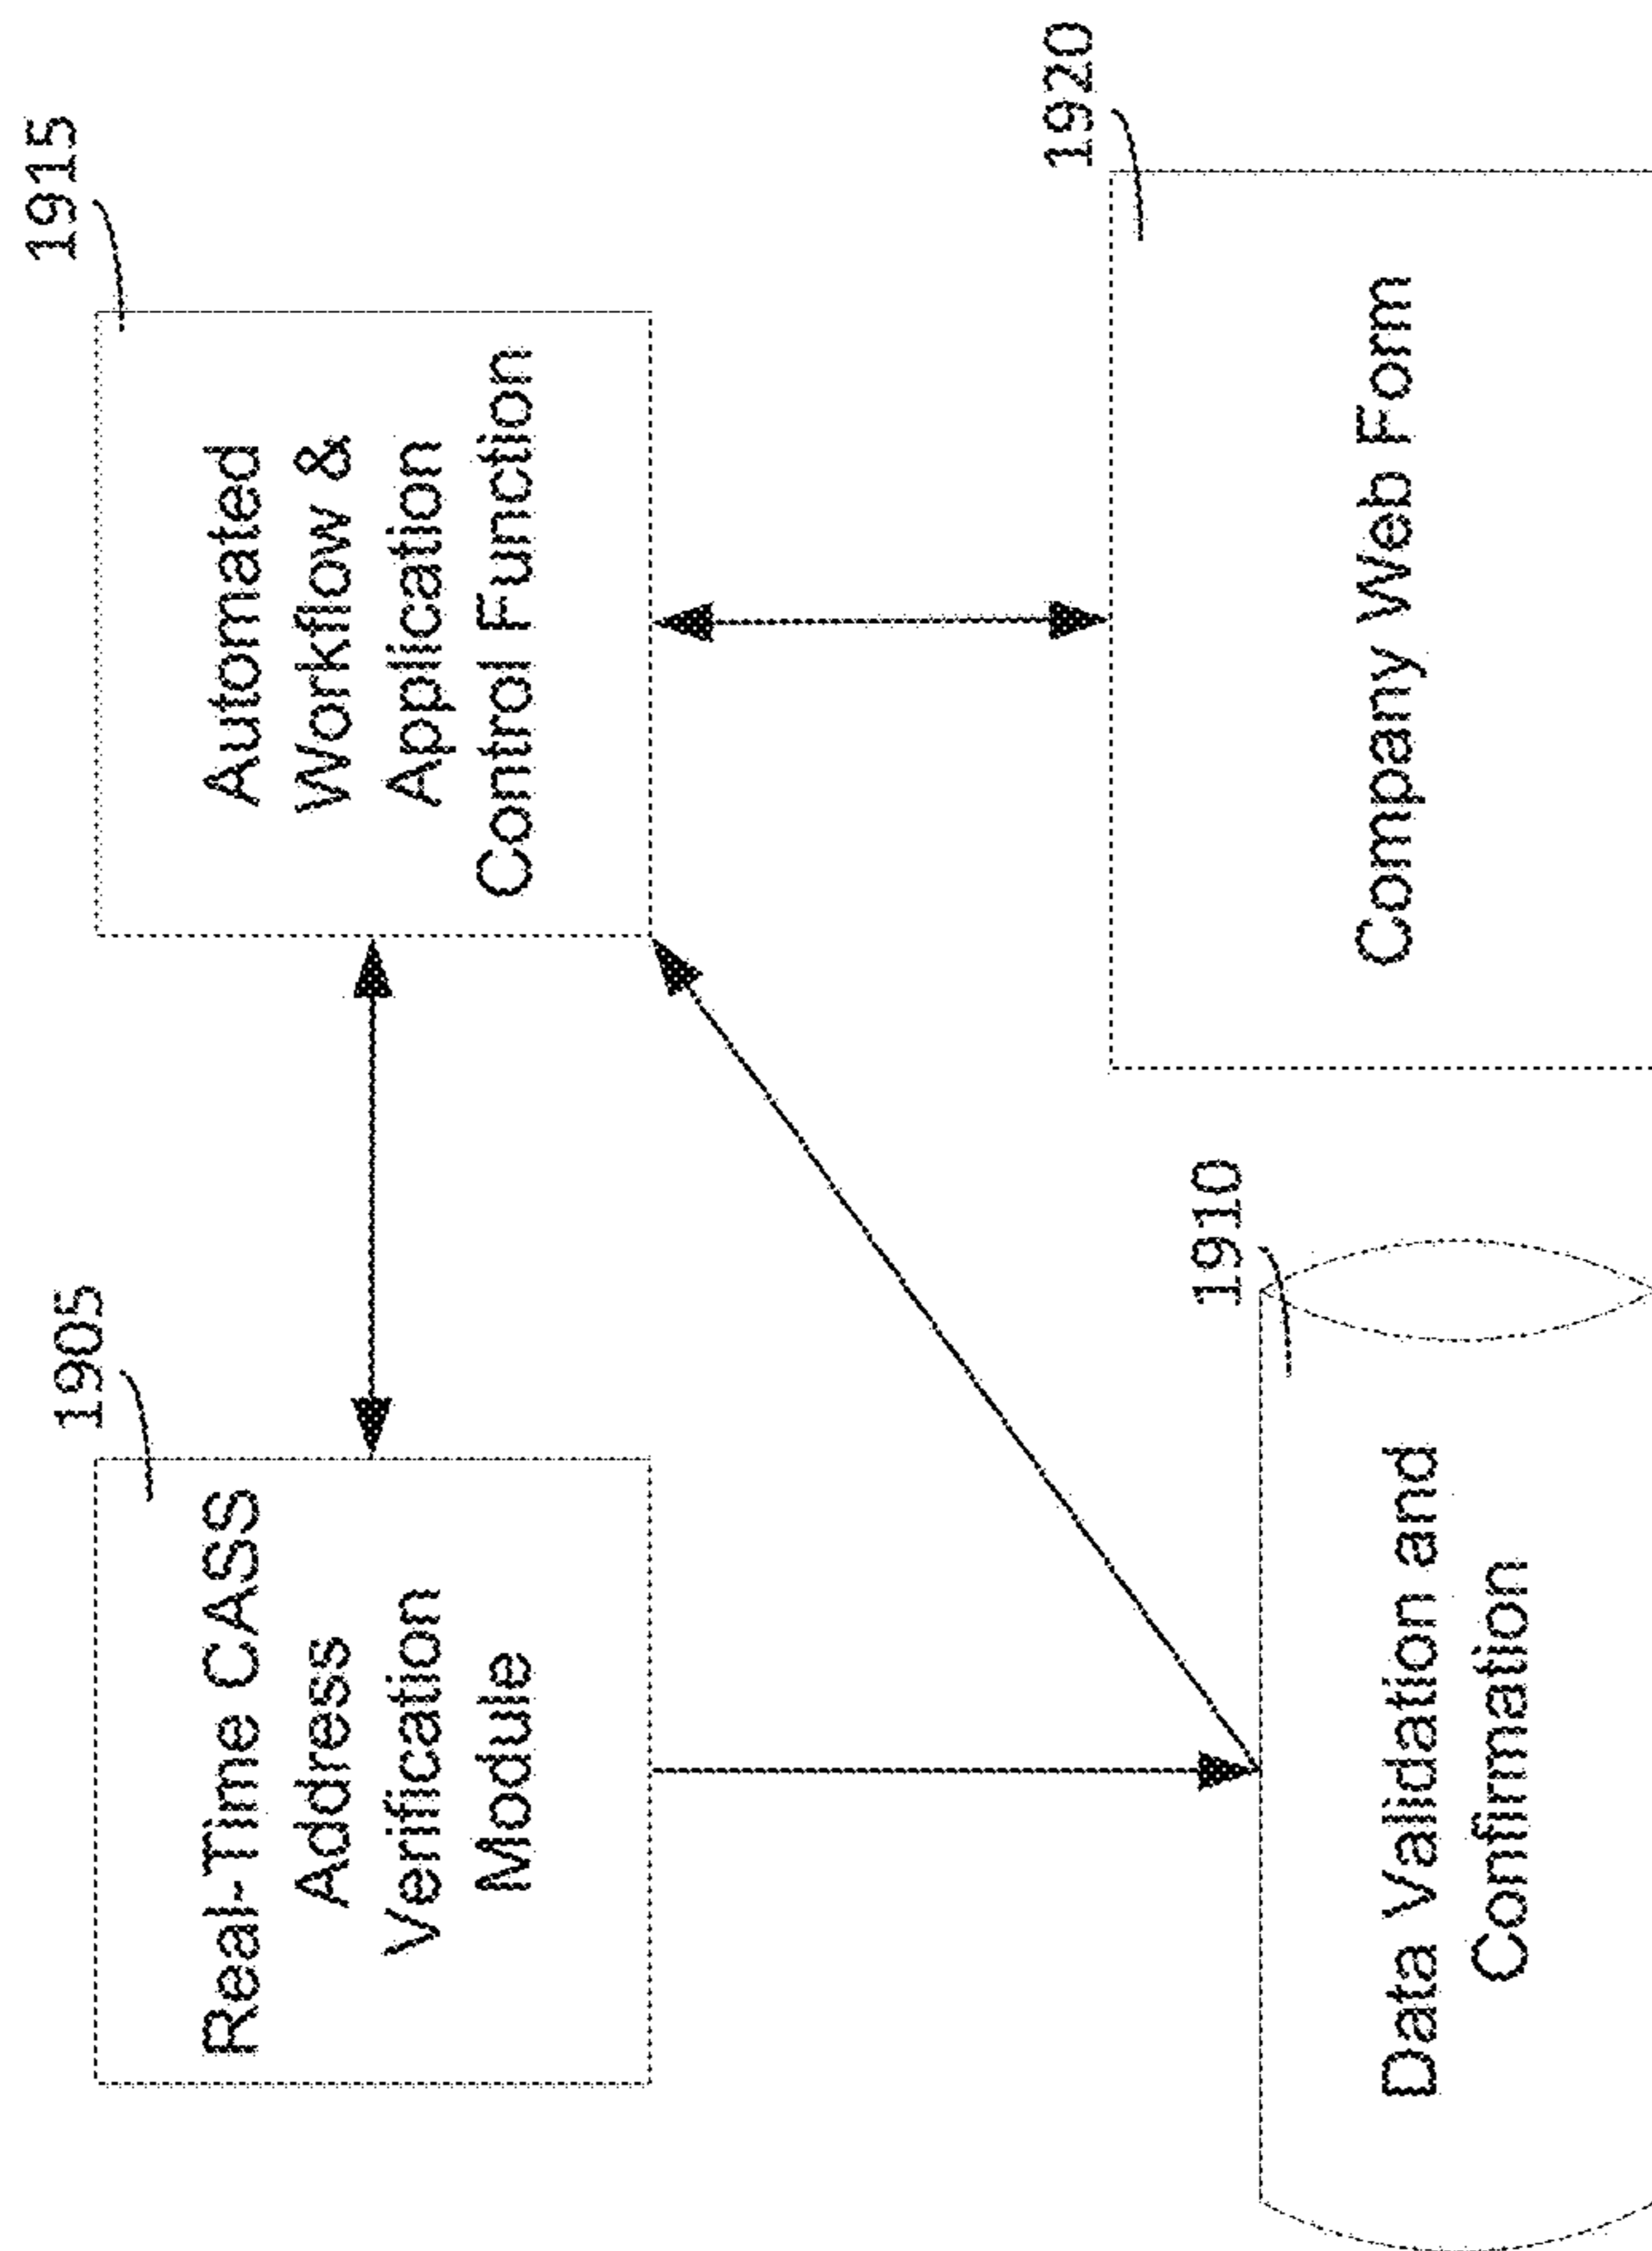 1905
Real-Time CASS
Address
Verification
Module
1915
Automated
Workflow &
Application
Control Function
1910
Data Validation and
Confirmation
1920
Company Web Form